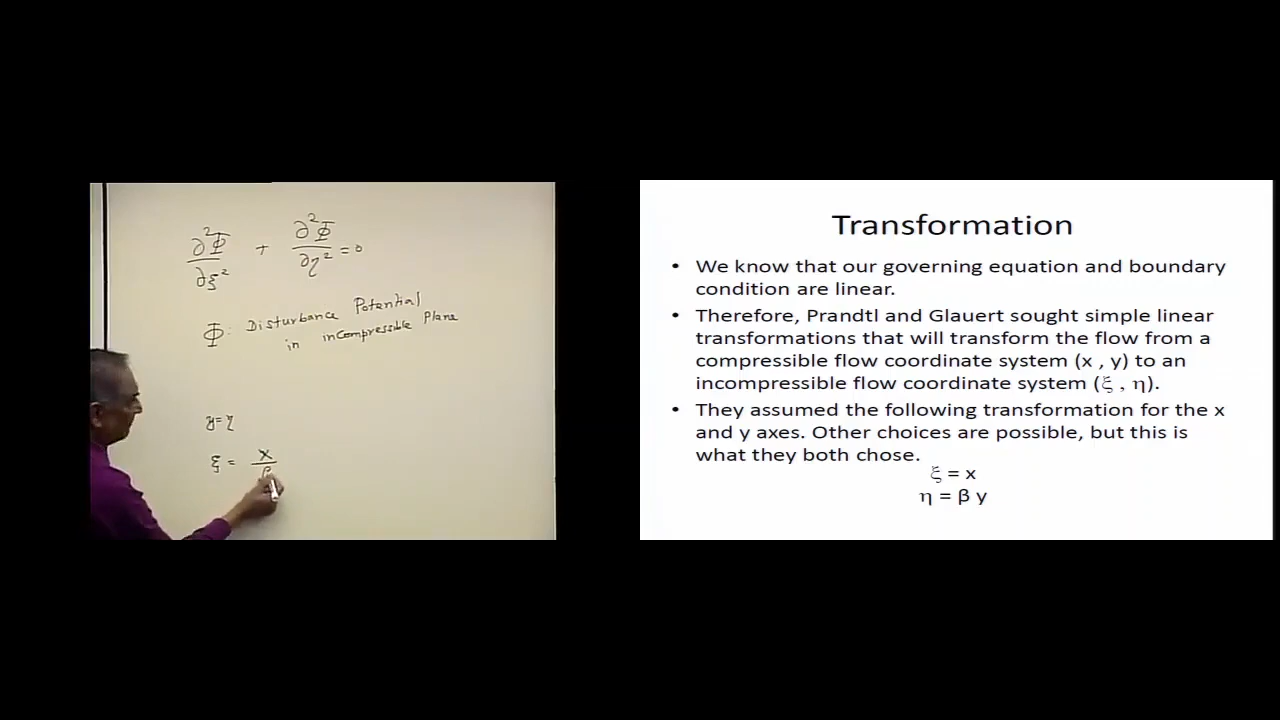 ∂²Φ/∂ξ² + ∂²Φ/∂η² = 0
Φ: Disturbance Potential
in incompressible Plane
y = η
ξ = x/β
Transformation
• We know that our governing equation and boundary
condition are linear.
• Therefore, Prandtl and Glauert sought simple linear
transformations that will transform the flow from a
compressible flow coordinate system (x , y) to an
incompressible flow coordinate system (ξ , η).
• They assumed the following transformation for the x
and y axes. Other choices are possible, but this is
what they both chose.
ξ = x
η = β y